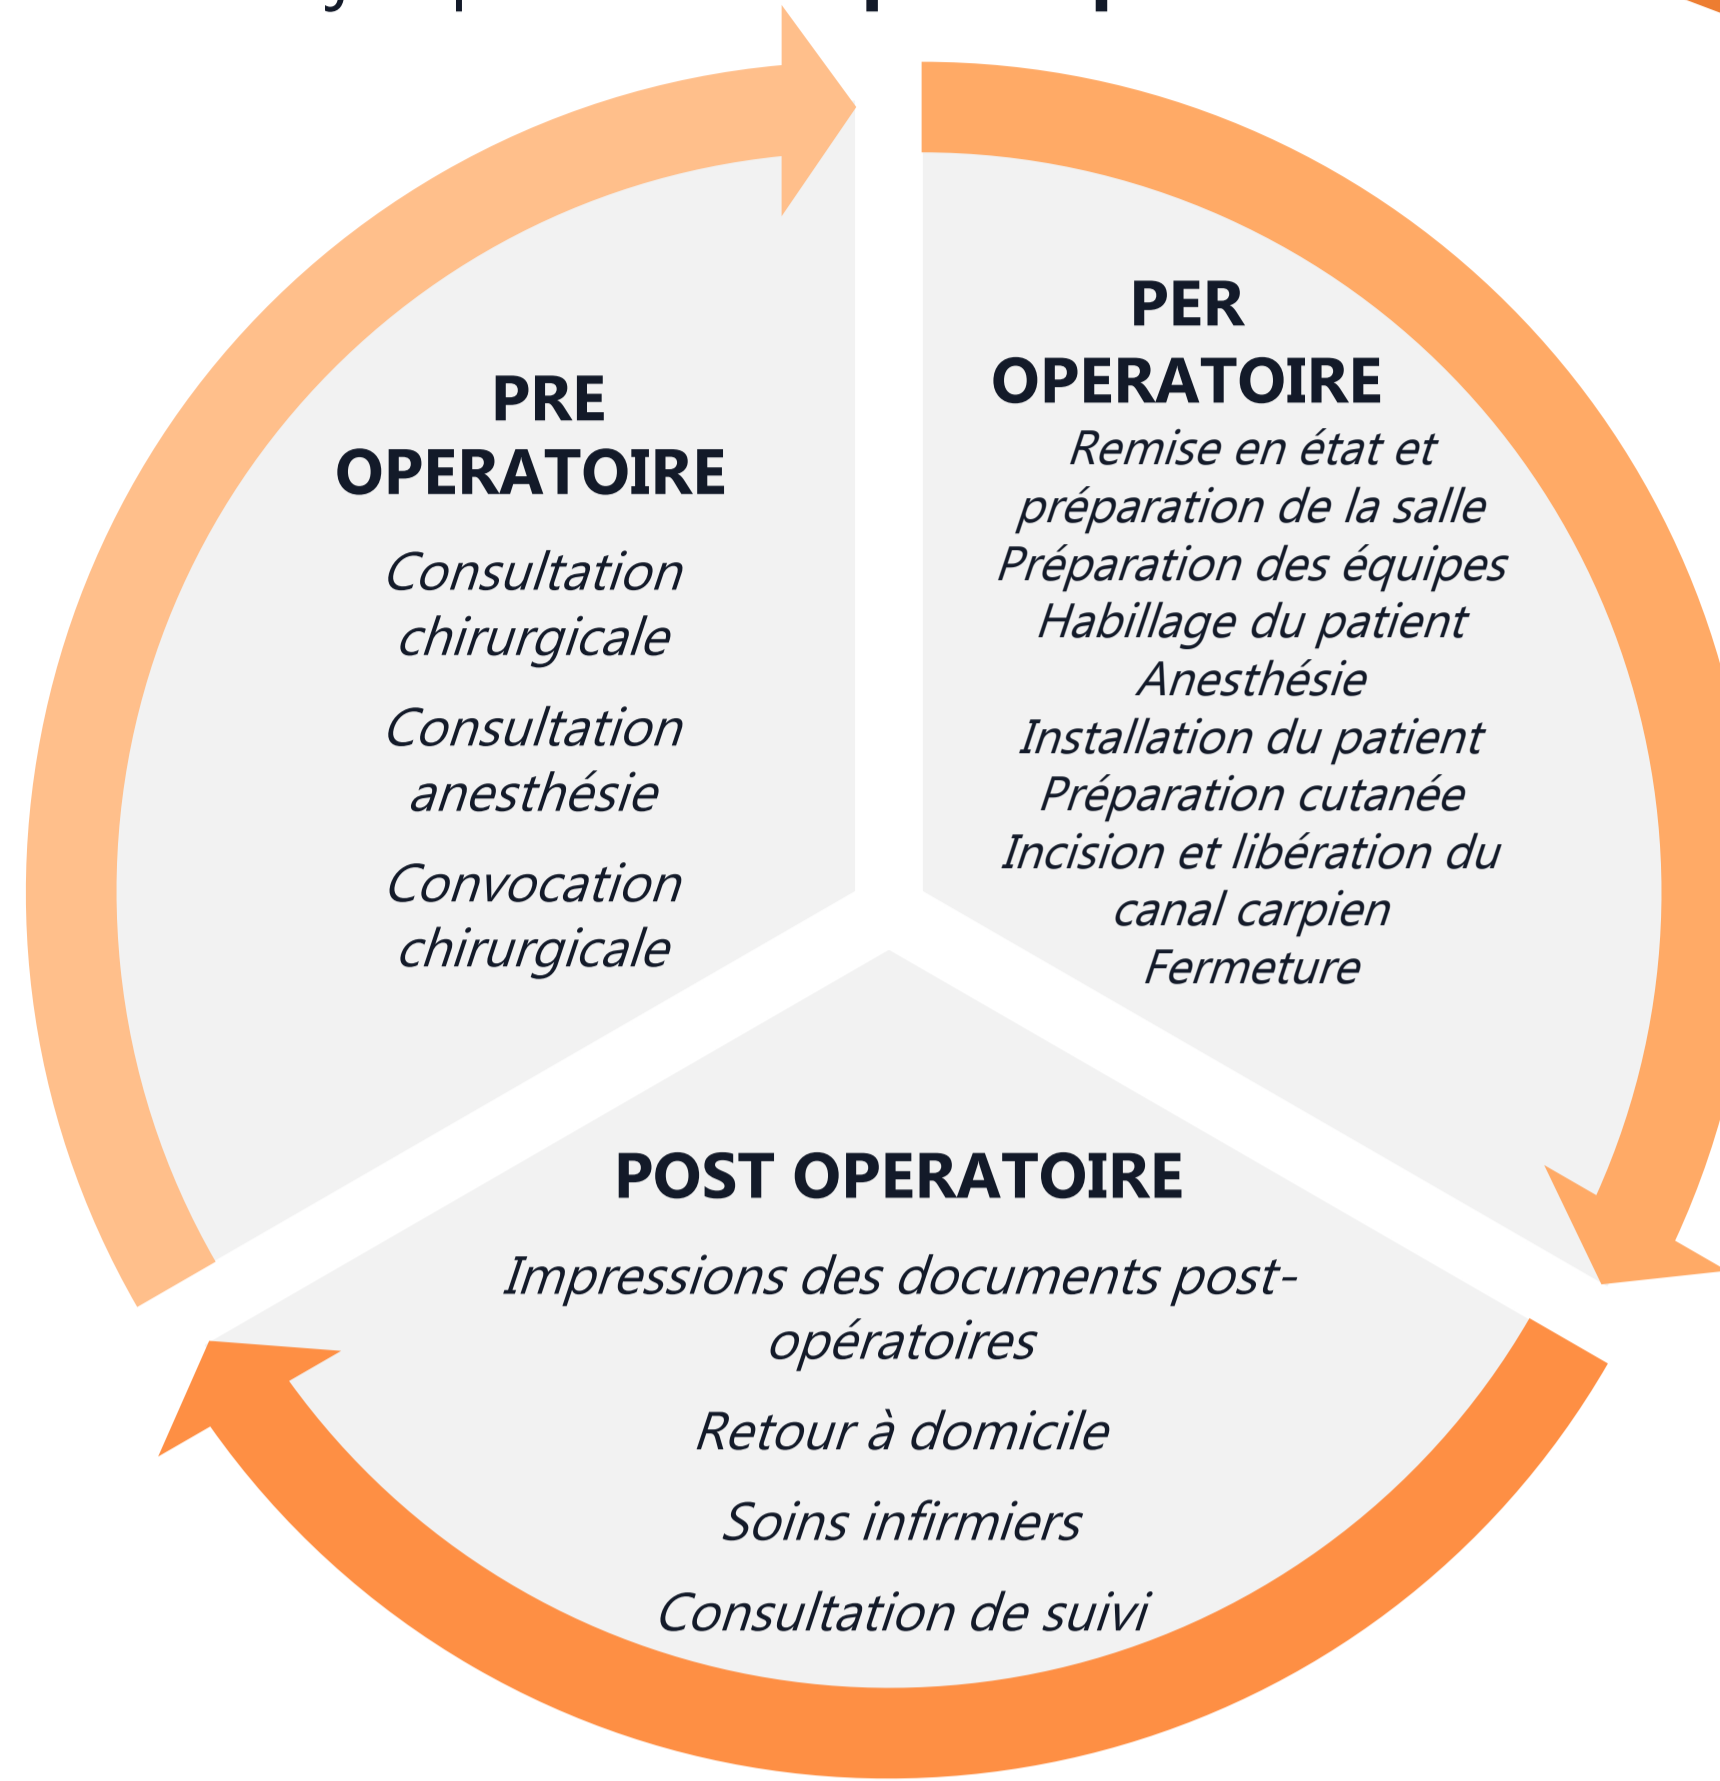 PRE
OPERATOIRE
Consultation
chirurgicale
Consultation
anesthésie
Convocation
chirurgicale
PER
OPERATOIRE
Remise en état et
préparation de la salle
Préparation des équipes
Habillage du patient
Anesthésie
Installation du patient
Préparation cutanée
Incision et libération du
canal carpien
Fermeture
POST OPERATOIRE
Impressions des documents post-
opératoires
Retour à domicile
Soins infirmiers
Consultation de suivi